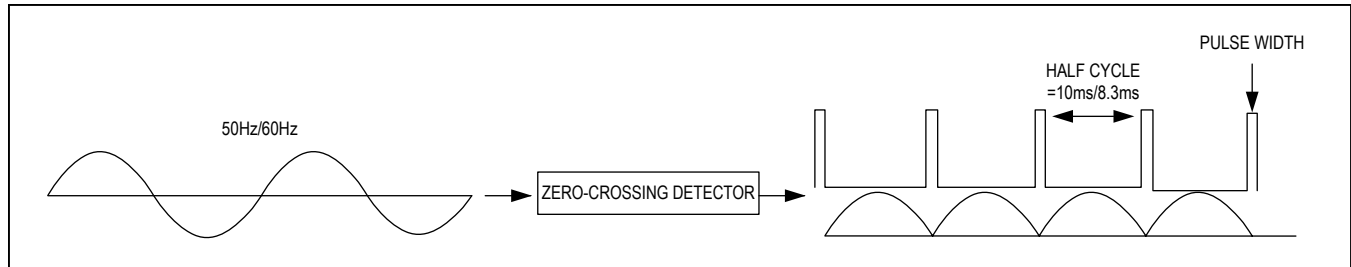 50Hz/60Hz
ZERO-CROSSING DETECTOR
HALF CYCLE
=10ms/8.3ms
PULSE WIDTH